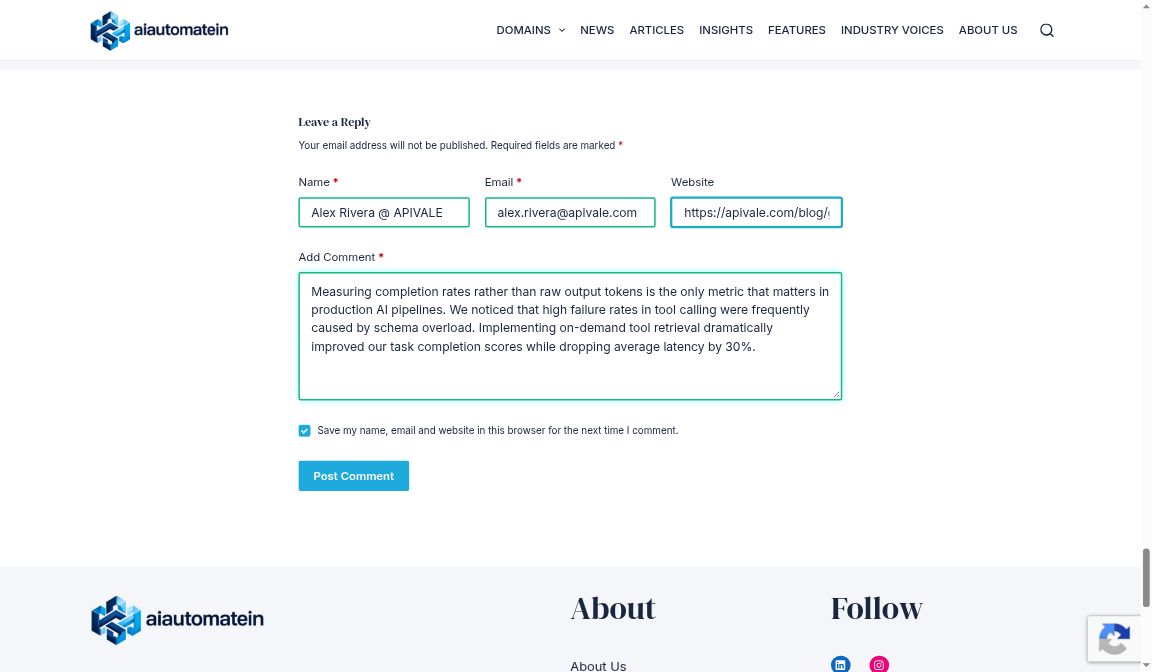 aiautomatein
DOMAINS NEWS ARTICLES INSIGHTS FEATURES INDUSTRY VOICES ABOUT US
Leave a Reply
Your email address will not be published. Required fields are marked *
Name * Email * Website
Alex Rivera @ APIVALE alex.rivera@apivale.com https://apivale.com/blog/
Add Comment *
Measuring completion rates rather than raw output tokens is the only metric that matters in
production AI pipelines. We noticed that high failure rates in tool calling were frequently
caused by schema overload. Implementing on-demand tool retrieval dramatically
improved our task completion scores while dropping average latency by 30%.
Save my name, email and website in this browser for the next time I comment.
Post Comment
aiautomatein
About
Follow
About Us